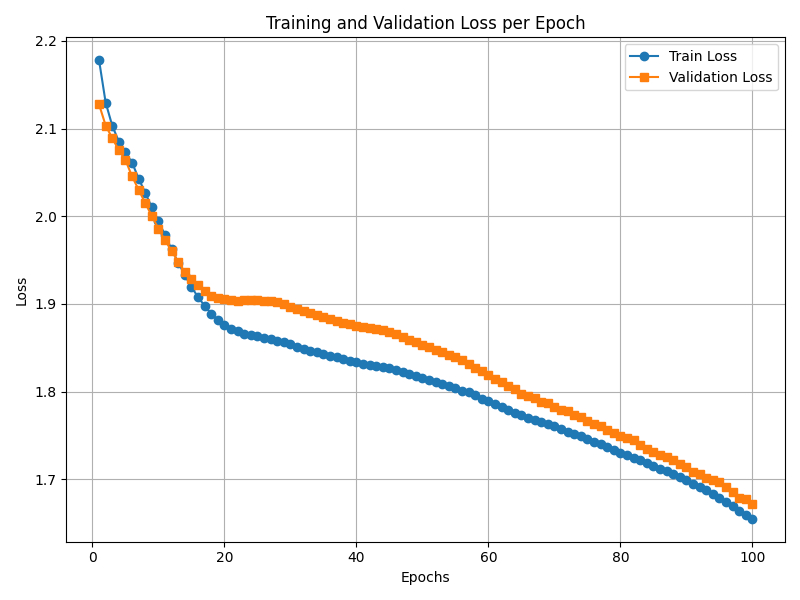 Training and Validation Loss per Epoch
Train Loss
Validation Loss
2.2
2.1
2.0
1.9
1.8
1.7
Loss
0 20 40 60 80 100
Epochs